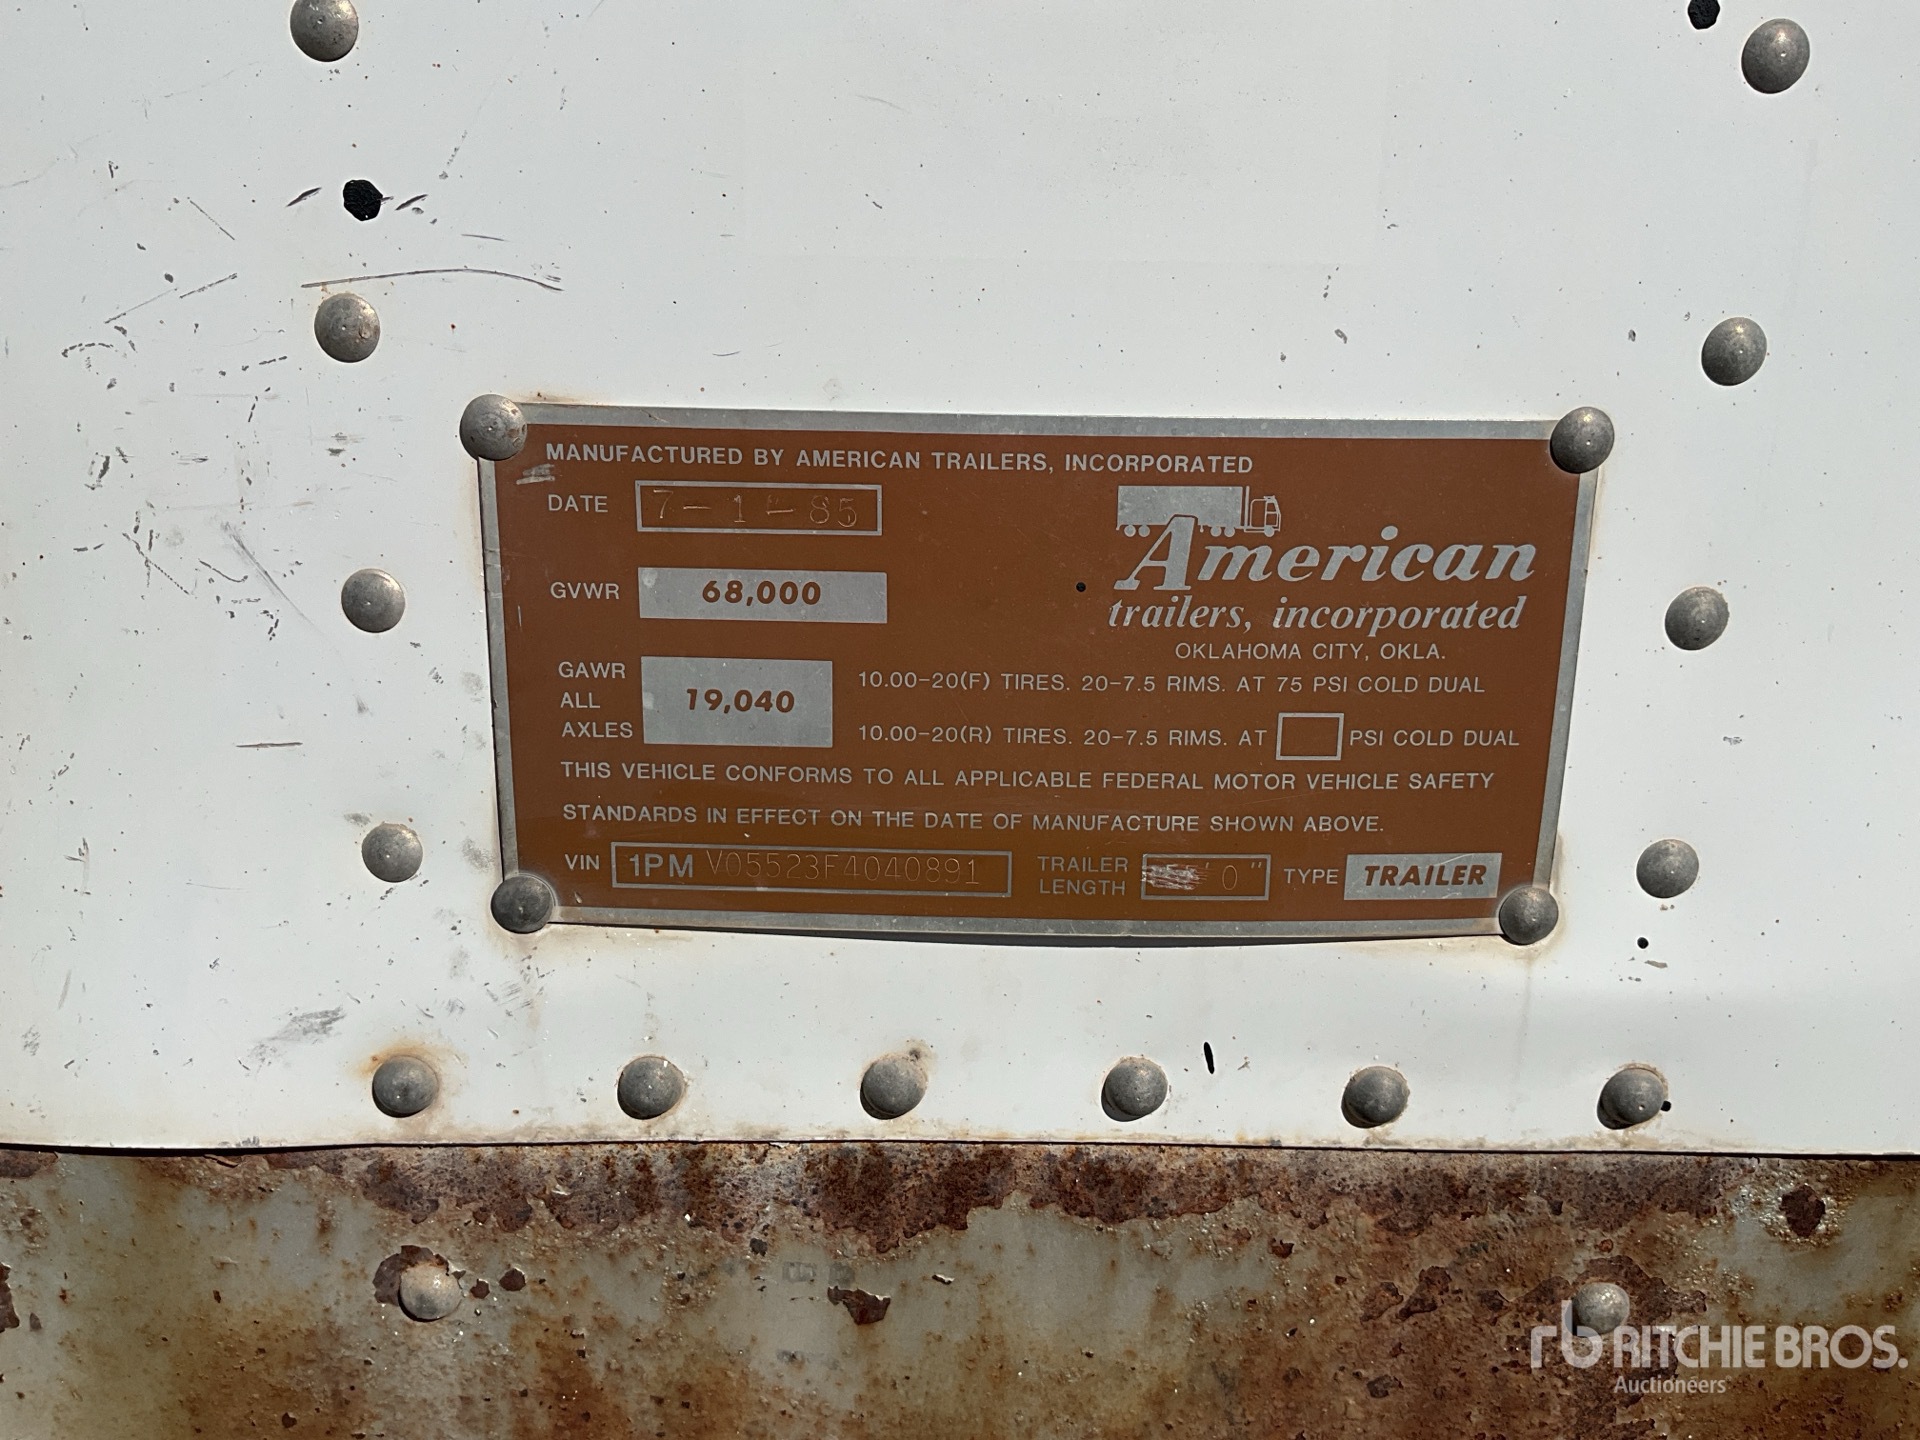 MANUFACTURED BY AMERICAN TRAILERS, INCORPORATED
DATE 7-1-85
GVWR 68,000
American
trailers, incorporated
OKLAHOMA CITY, OKLA.
GAWR
ALL
AXLES
19,040
10.00-20(F) TIRES. 20-7.5 RIMS. AT 75 PSI COLD DUAL
10.00-20(R) TIRES. 20-7.5 RIMS. AT PSI COLD DUAL
THIS VEHICLE CONFORMS TO ALL APPLICABLE FEDERAL MOTOR VEHICLE SAFETY
STANDARDS IN EFFECT ON THE DATE OF MANUFACTURE SHOWN ABOVE.
VIN 1PM V05523F4040891
TRAILER
LENGTH
0"
TYPE TRAILER
rb RITCHIE BROS.
Auctioneers